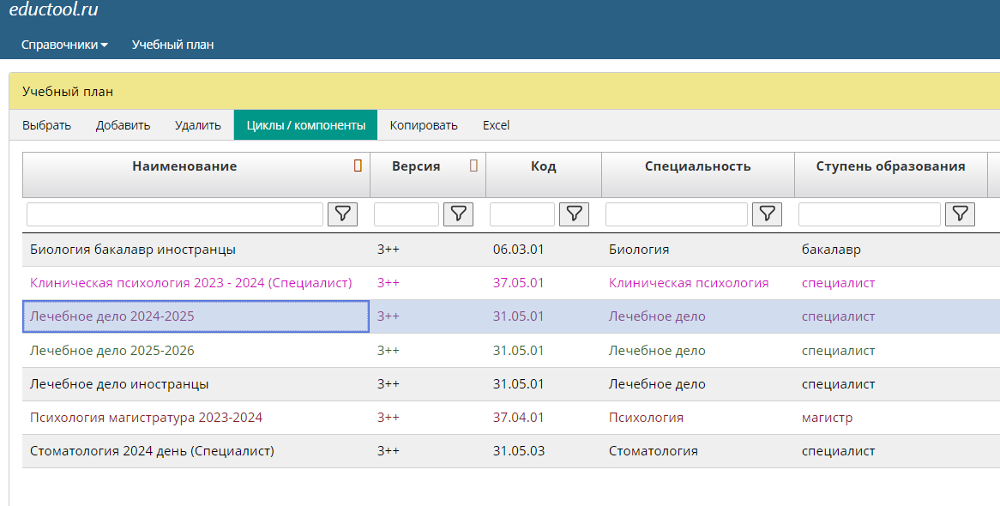 eductool.ru
Справочники Учебный план
Учебный план
Выбрать Добавить Удалить Циклы / компоненты Копировать Excel
Наименование Версия Код Специальность Ступень образования
Биология бакалавр иностранцы 3++ 06.03.01 Биология бакалавр
Клиническая психология 2023 - 2024 (Специалист) 3++ 37.05.01 Клиническая психология специалист
Лечебное дело 2024-2025 3++ 31.05.01 Лечебное дело специалист
Лечебное дело 2025-2026 3++ 31.05.01 Лечебное дело специалист
Лечебное дело иностранцы 3++ 31.05.01 Лечебное дело специалист
Психология магистратура 2023-2024 3++ 37.04.01 Психология магистр
Стоматология 2024 день (Специалист) 3++ 31.05.03 Стоматология специалист